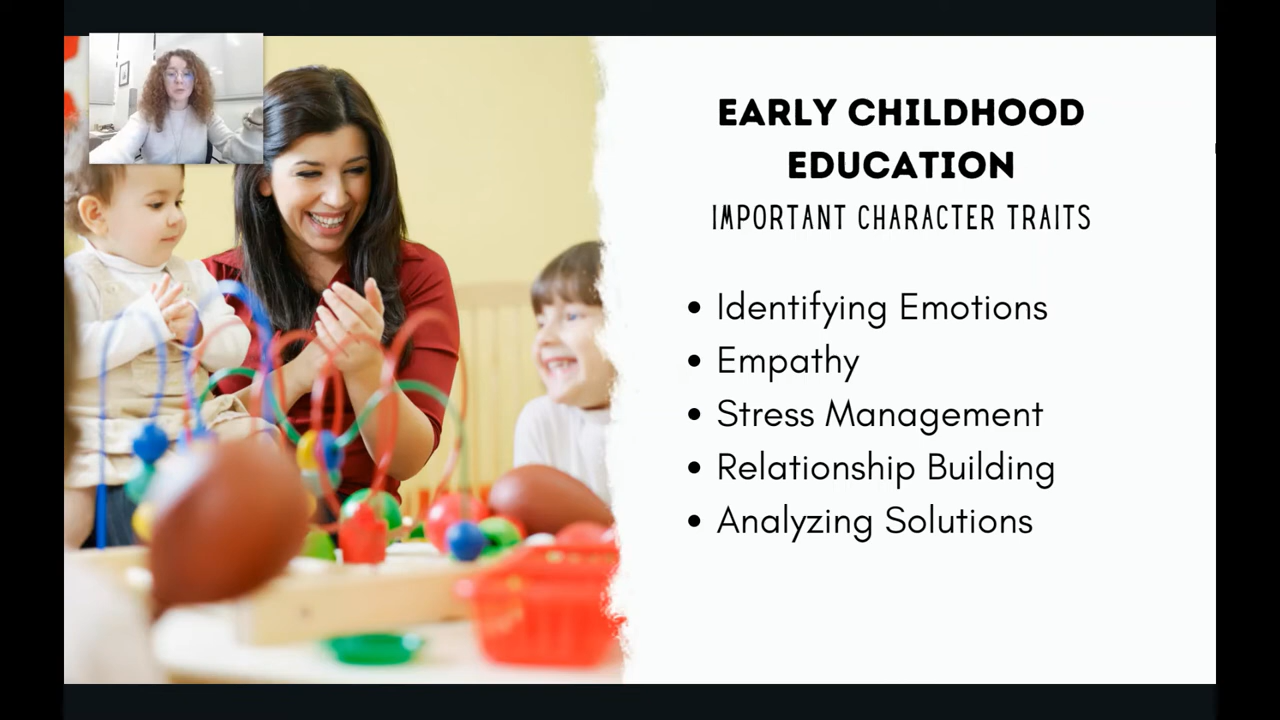 EARLY CHILDHOOD
EDUCATION
IMPORTANT CHARACTER TRAITS
• Identifying Emotions
• Empathy
• Stress Management
• Relationship Building
• Analyzing Solutions